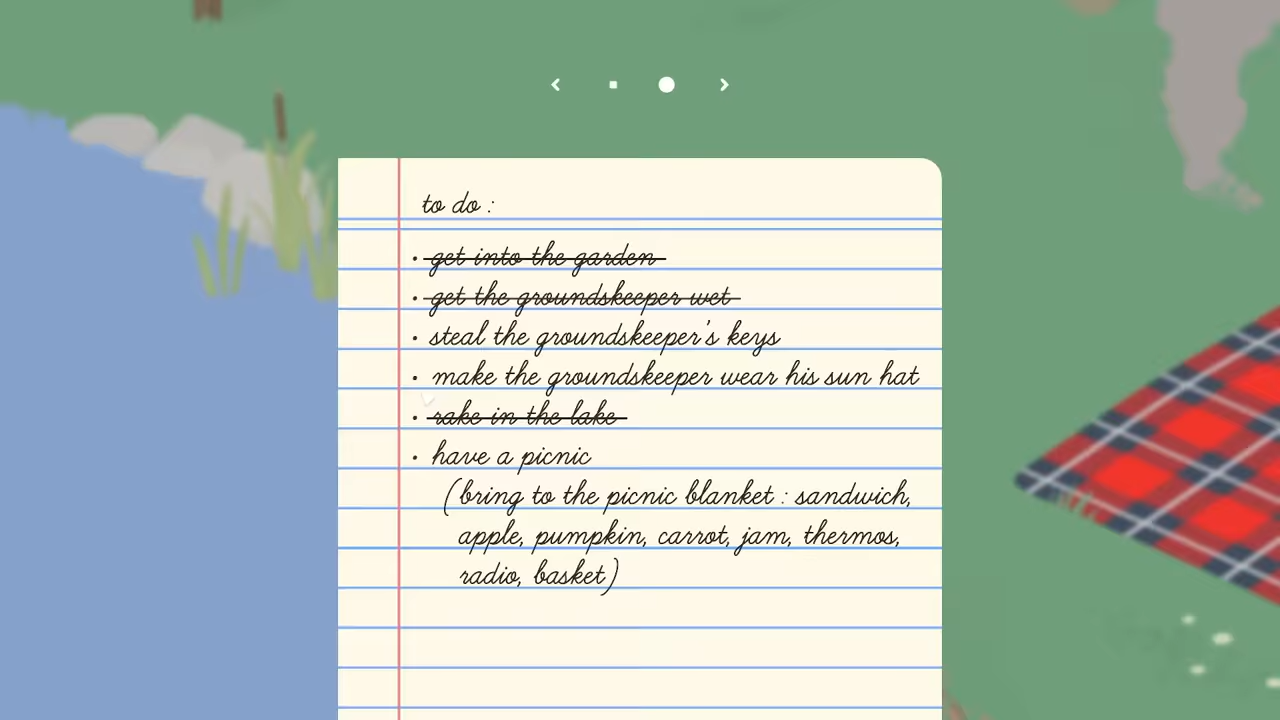 to do :
• get into the garden
• get the groundskeeper wet
• steal the groundskeeper's keys
• make the groundskeeper wear his sun hat
• rake in the lake
• have a picnic
(bring to the picnic blanket : sandwich,
apple, pumpkin, carrot, jam, thermos,
radio, basket)